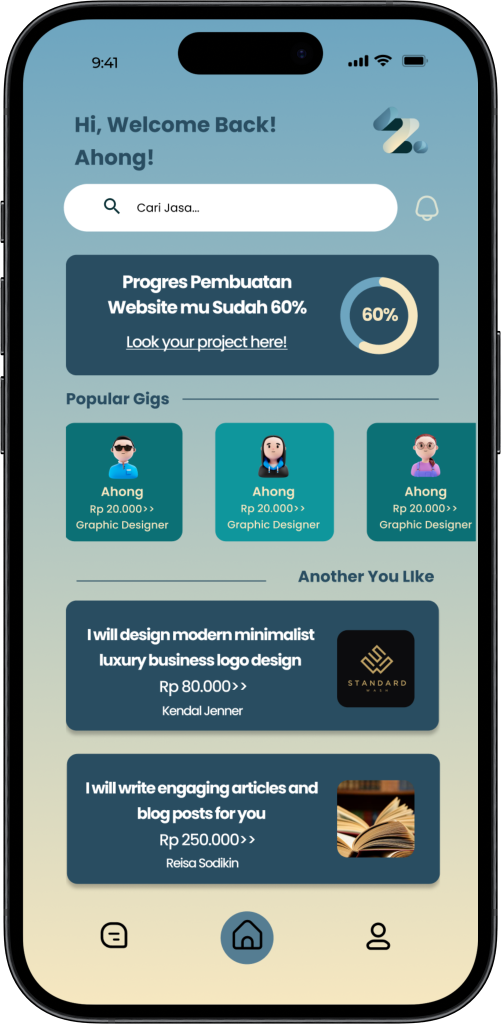 9:41
Hi, Welcome Back!
Ahong!
Cari Jasa...
Progres Pembuatan
Website mu Sudah 60%
Look your project here!
60%
Popular Gigs
Ahong
Rp 20.000>>
Graphic Designer
Ahong
Rp 20.000>>
Graphic Designer
Ahong
Rp 20.000>>
Graphic Designer
Another You LIke
I will design modern minimalist
luxury business logo design
Rp 80.000>>
Kendal Jenner
STANDARD
I will write engaging articles and
blog posts for you
Rp 250.000>>
Reisa Sodikin